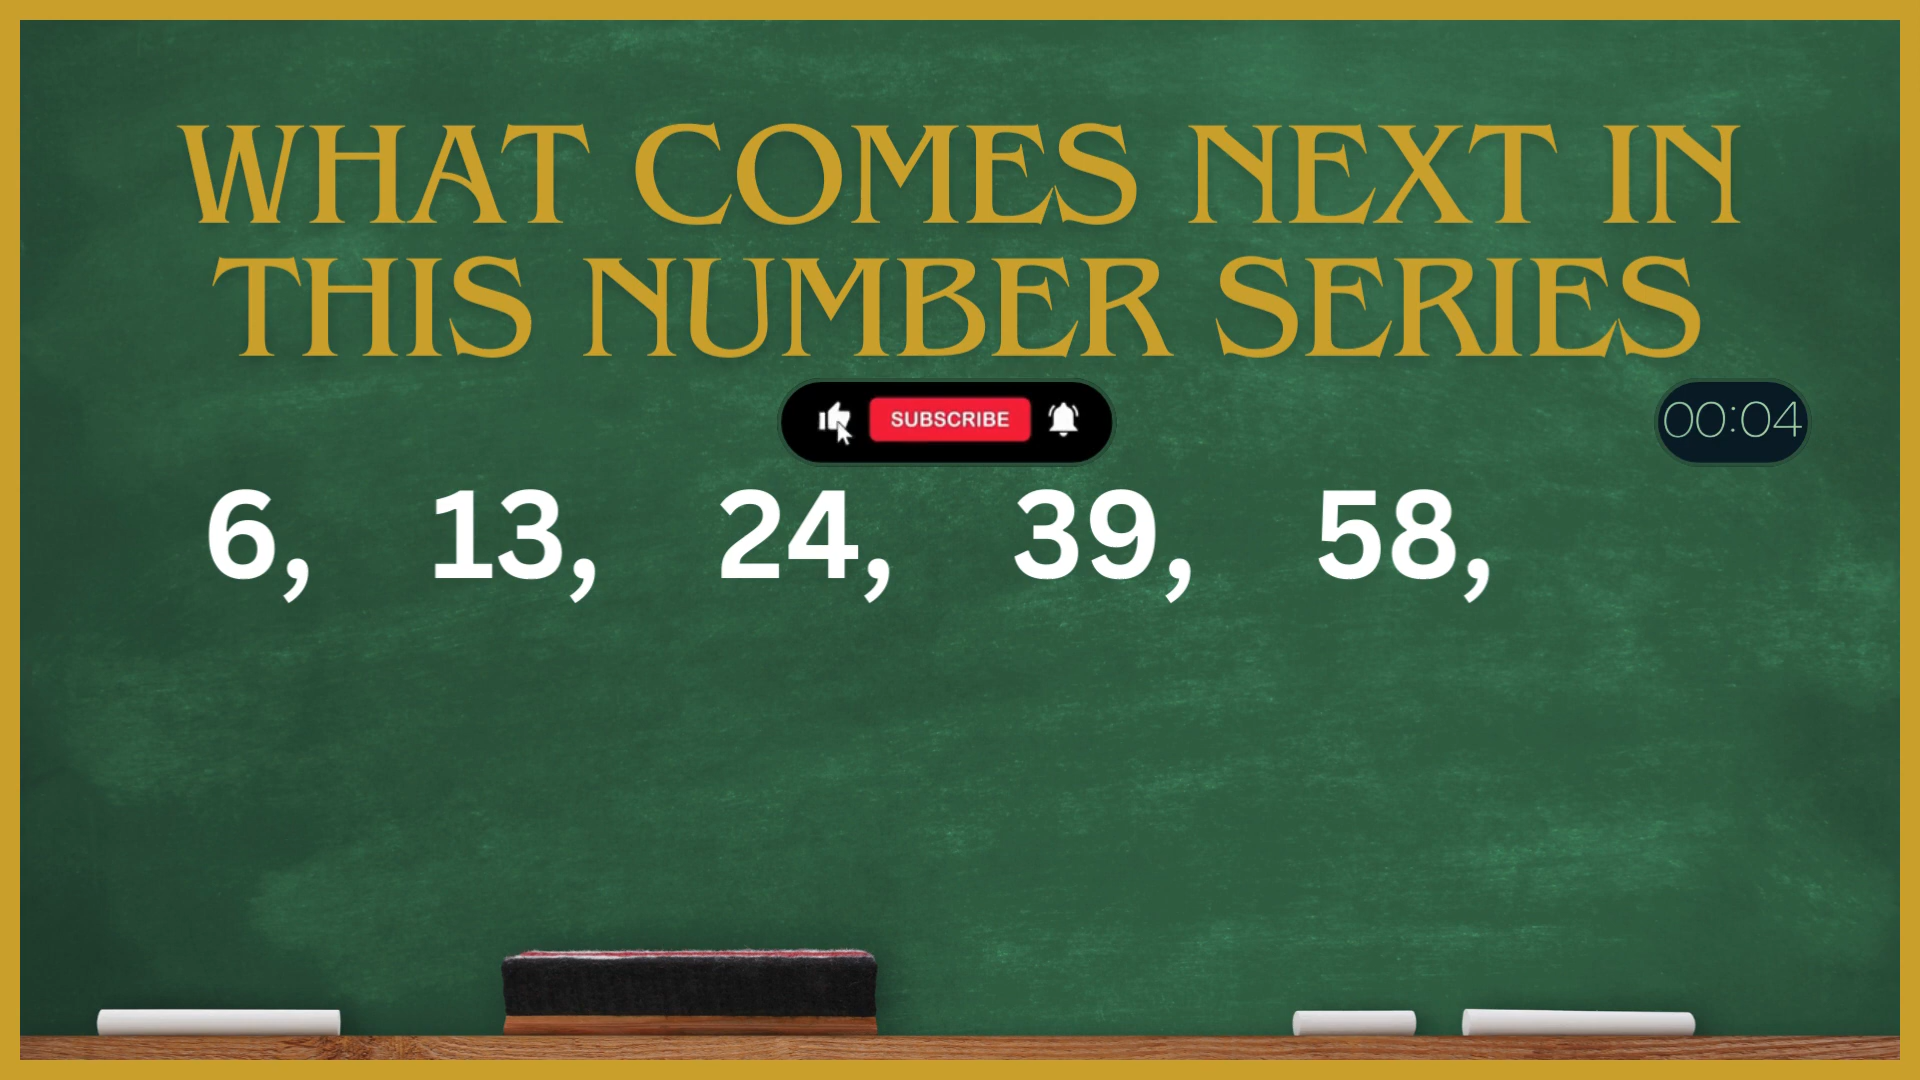 WHAT COMES NEXT IN
THIS NUMBER SERIES
SUBSCRIBE
00:04
6, 13, 24, 39, 58,